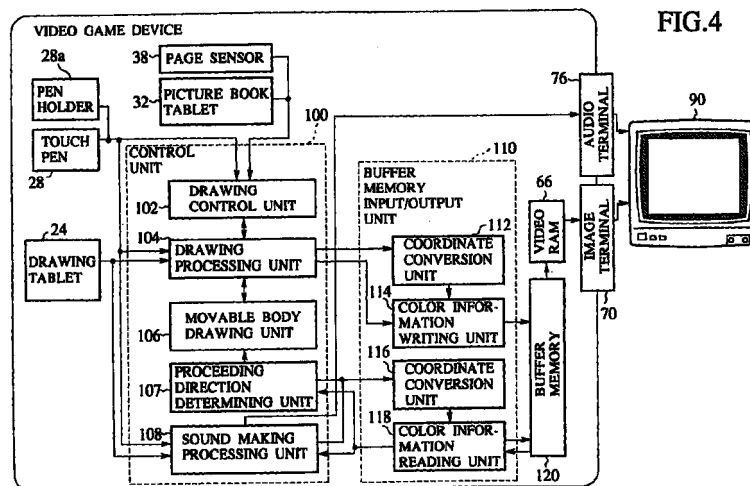 FIG.4
VIDEO GAME DEVICE
28a
PEN
HOLDER
TOUCH
PEN
28
38
PAGE SENSOR
32
PICTURE BOOK
TABLET
24
DRAWING
TABLET
100
CONTROL
UNIT
102
DRAWING
CONTROL UNIT
104
DRAWING
PROCESSING UNIT
106
MOVABLE BODY
DRAWING UNIT
107
PROCEEDING
DIRECTION
DETERMINING UNIT
108
SOUND MAKING
PROCESSING UNIT
110
BUFFER
MEMORY
INPUT/OUTPUT
UNIT
112
COORDINATE
CONVERSION
UNIT
114
COLOR INFOR-
MATION
WRITING UNIT
116
COORDINATE
CONVERSION
UNIT
118
COLOR INFOR-
MATION
READING UNIT
66
VIDEO RAM
BUFFER MEMORY
120
76
AUDIO
TERMINAL
IMAGE
TERMINAL
70
90